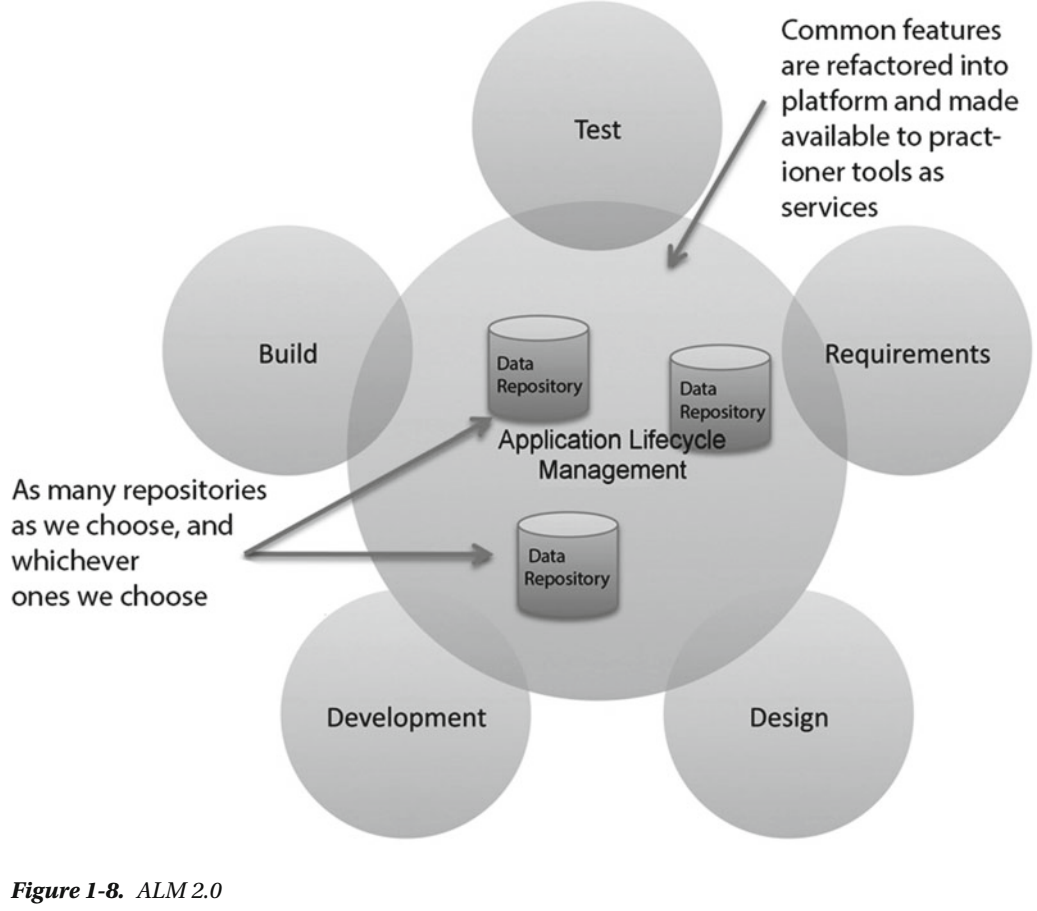 Common features
are refactored into
platform and made
available to pract-
ioner tools as
services
Test
Build
Requirements
Data
Repository
Data
Repository
Application Lifecycle
Management
As many repositories
as we choose, and
whichever
ones we choose
Data
Repository
Development
Design
Figure 1-8. ALM 2.0